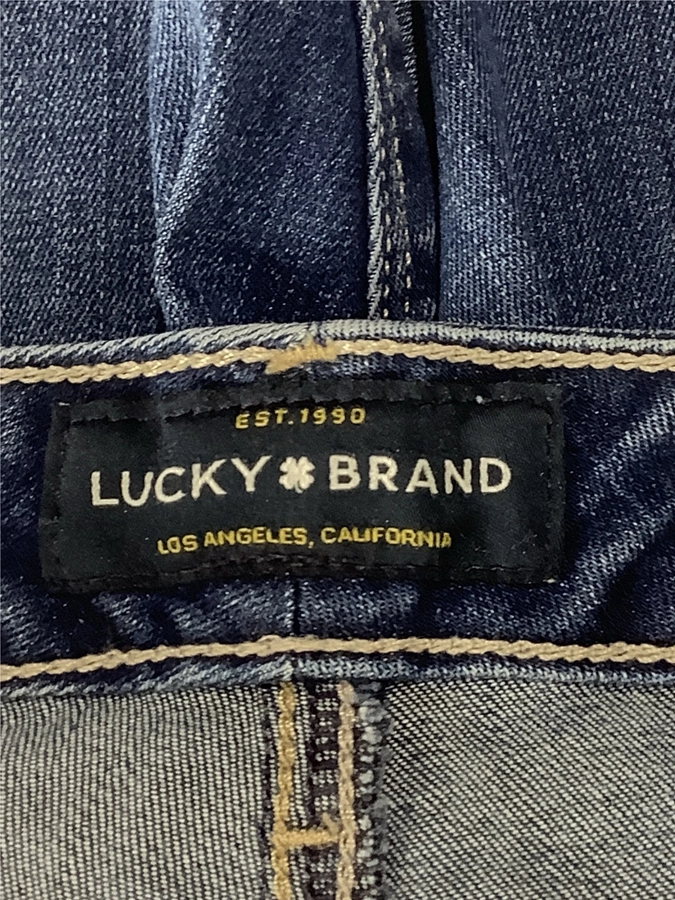 EST. 1990
LUCKY BRAND
LOS ANGELES, CALIFORNIA